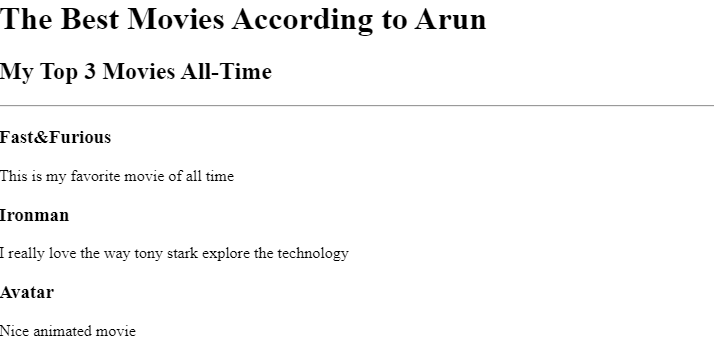 The Best Movies According to Arun
My Top 3 Movies All-Time
Fast&Furious
This is my favorite movie of all time
Ironman
I really love the way tony stark explore the technology
Avatar
Nice animated movie